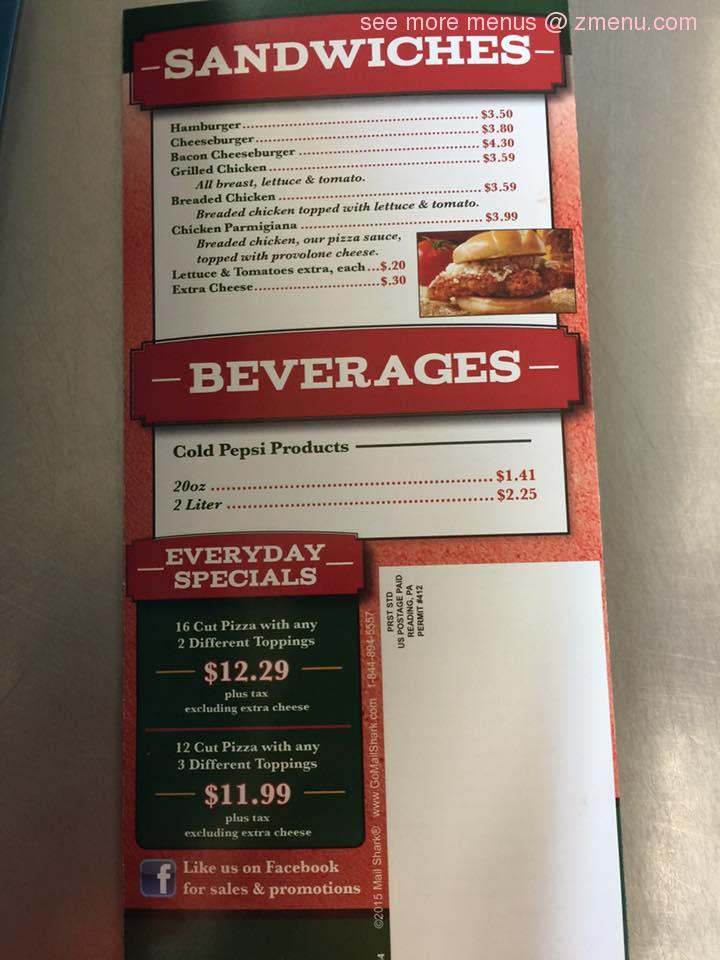 see more menus @ zmenu.com
SANDWICHES
Hamburger.......... $3.50
Cheeseburger.......... $3.80
Bacon Cheeseburger .......... $4.30
Grilled Chicken.......... $3.59
All breast, lettuce & tomato.
Breaded Chicken .......... $3.59
Breaded chicken topped with lettuce & tomato.
Chicken Parmigiana .......... $3.99
Breaded chicken, our pizza sauce,
topped with provolone cheese.
Lettuce & Tomatoes extra, each...$.20
Extra Cheese..........$.30
BEVERAGES
Cold Pepsi Products
20oz .......... $1.41
2 Liter .......... $2.25
EVERYDAY
SPECIALS
16 Cut Pizza with any
2 Different Toppings
$12.29
plus tax
excluding extra cheese
12 Cut Pizza with any
3 Different Toppings
$11.99
plus tax
excluding extra cheese
f Like us on Facebook
for sales & promotions
©2015 Mail Shark® www.GoMailShark.com 1-844-894-5557
PRST STD
US POSTAGE PAID
READING, PA
PERMIT #412